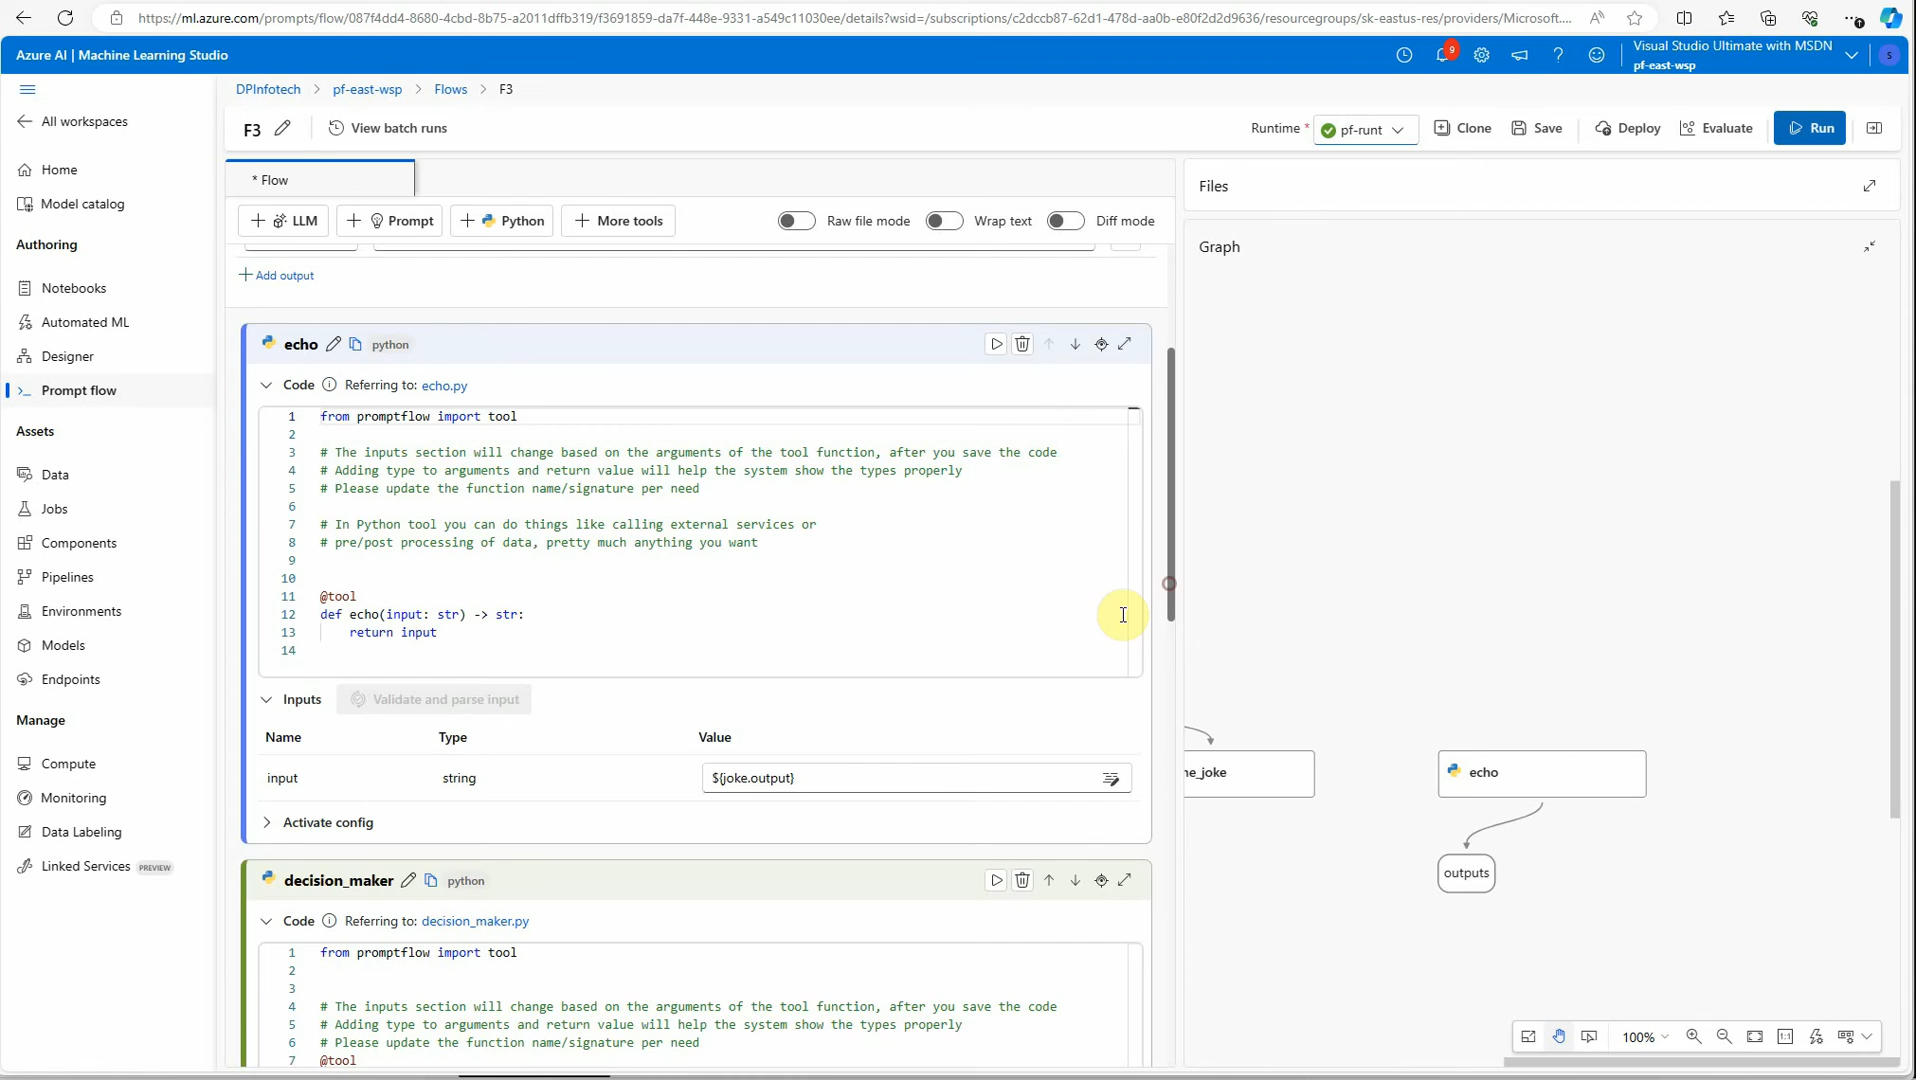 https://ml.azure.com/prompts/flow/087f4dd4-8680-4cbd-8b75-a2011dffb319/f3691859-da7f-448e-9331-a549c11030ee/details?wsid=/subscriptions/c2dccb87-62d1-478d-aa0b-e80f2d2d9636/resourcegroups/sk-eastus-res/providers/Microsoft....
Azure AI | Machine Learning Studio
9
Visual Studio Ultimate with MSDN
pf-east-wsp
S
All workspaces
Home
Model catalog
Authoring
Notebooks
Automated ML
Designer
Prompt flow
Assets
Data
Jobs
Components
Pipelines
Environments
Models
Endpoints
Manage
Compute
Monitoring
Data Labeling
Linked Services PREVIEW
DPInfotech > pf-east-wsp > Flows > F3
F3 View batch runs
Runtime * pf-runt Clone Save Deploy Evaluate Run
* Flow
+ LLM + Prompt + Python + More tools Raw file mode Wrap text Diff mode
+ Add output
echo python
Code Referring to: echo.py
1 from promptflow import tool
2
3 # The inputs section will change based on the arguments of the tool function, after you save the code
4 # Adding type to arguments and return value will help the system show the types properly
5 # Please update the function name/signature per need
6
7 # In Python tool you can do things like calling external services or
8 # pre/post processing of data, pretty much anything you want
9
10
11 @tool
12 def echo(input: str) -> str:
13 return input
14
Inputs Validate and parse input
Name Type Value
input string ${joke.output}
Activate config
decision_maker python
Code Referring to: decision_maker.py
1 from promptflow import tool
2
3
4 # The inputs section will change based on the arguments of the tool function, after you save the code
5 # Adding type to arguments and return value will help the system show the types properly
6 # Please update the function name/signature per need
7 @tool
Files
Graph
ne_joke
echo
outputs
100%
1:1